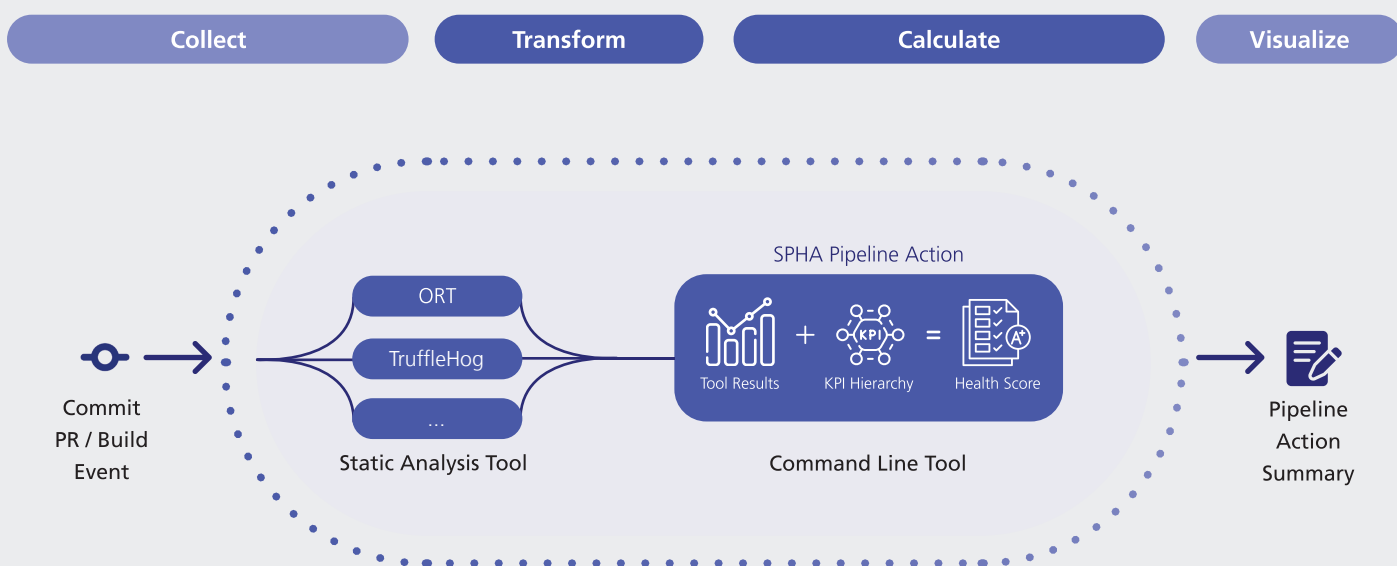 Collect
Transform
Calculate
Visualize
SPHA Pipeline Action
ORT
TruffleHog
...
Static Analysis Tool
KPI
A+
Tool Results
+
KPI Hierarchy
=
Health Score
Command Line Tool
Commit
PR / Build
Event
Pipeline
Action
Summary